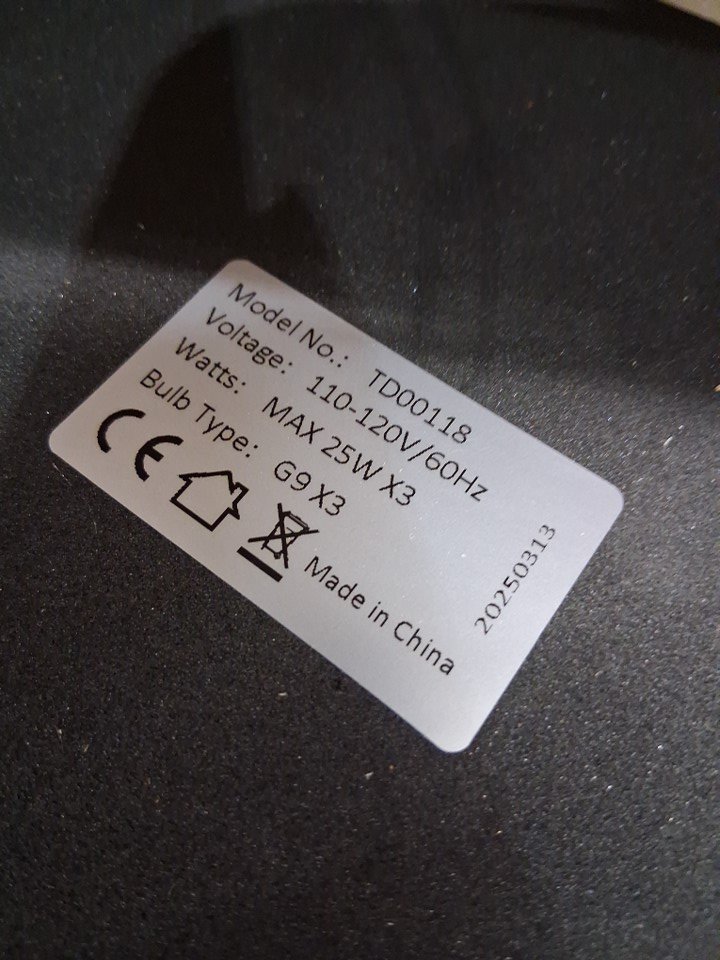 Model No.: TD00118
Voltage: 110-120V/60Hz
Watts: MAX 25W X3
Bulb Type: G9 X3
CE
Made in China
20250313